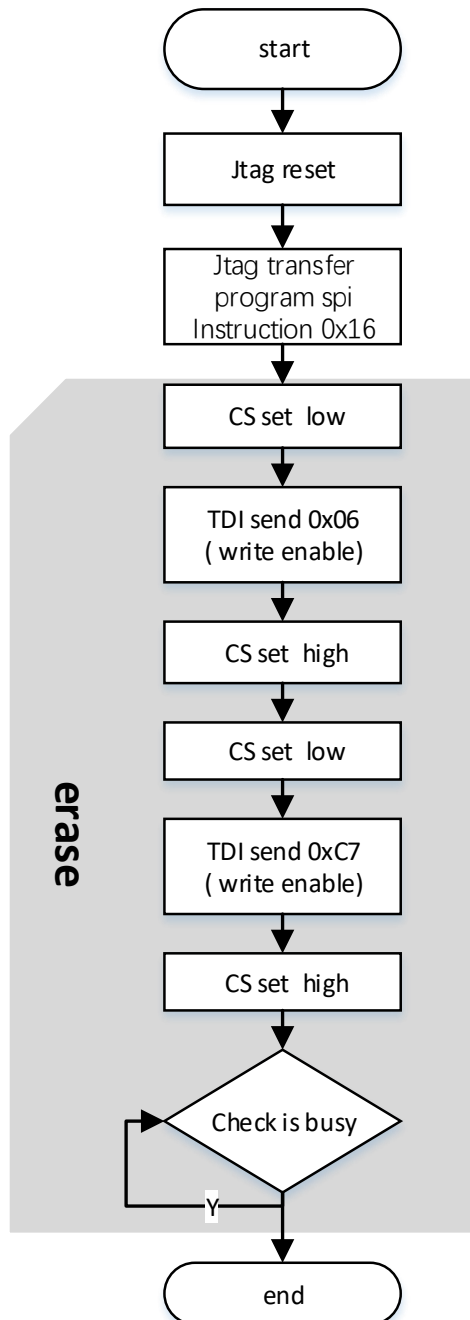 start
Jtag reset
Jtag transfer
program spi
Instruction 0x16
CS set low
TDI send 0x06
( write enable)
CS set high
CS set low
TDI send 0xC7
( write enable)
CS set high
erase
Check is busy
Y
end